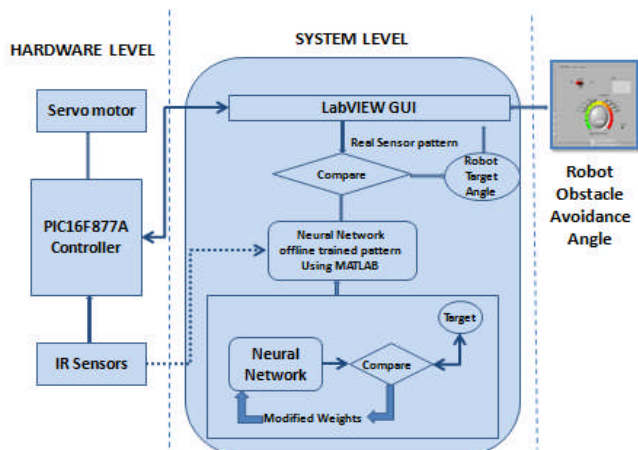 HARDWARE LEVEL
SYSTEM LEVEL
Servo motor
LabVIEW GUI
Real Sensor pattern
Compare
Robot
Target
Angle
PIC16F877A
Controller
Neural Network
offline trained pattern
Using MATLAB
IR Sensors
Target
Neural
Network
Compare
Modified Weights
Robot
Obstacle
Avoidance
Angle